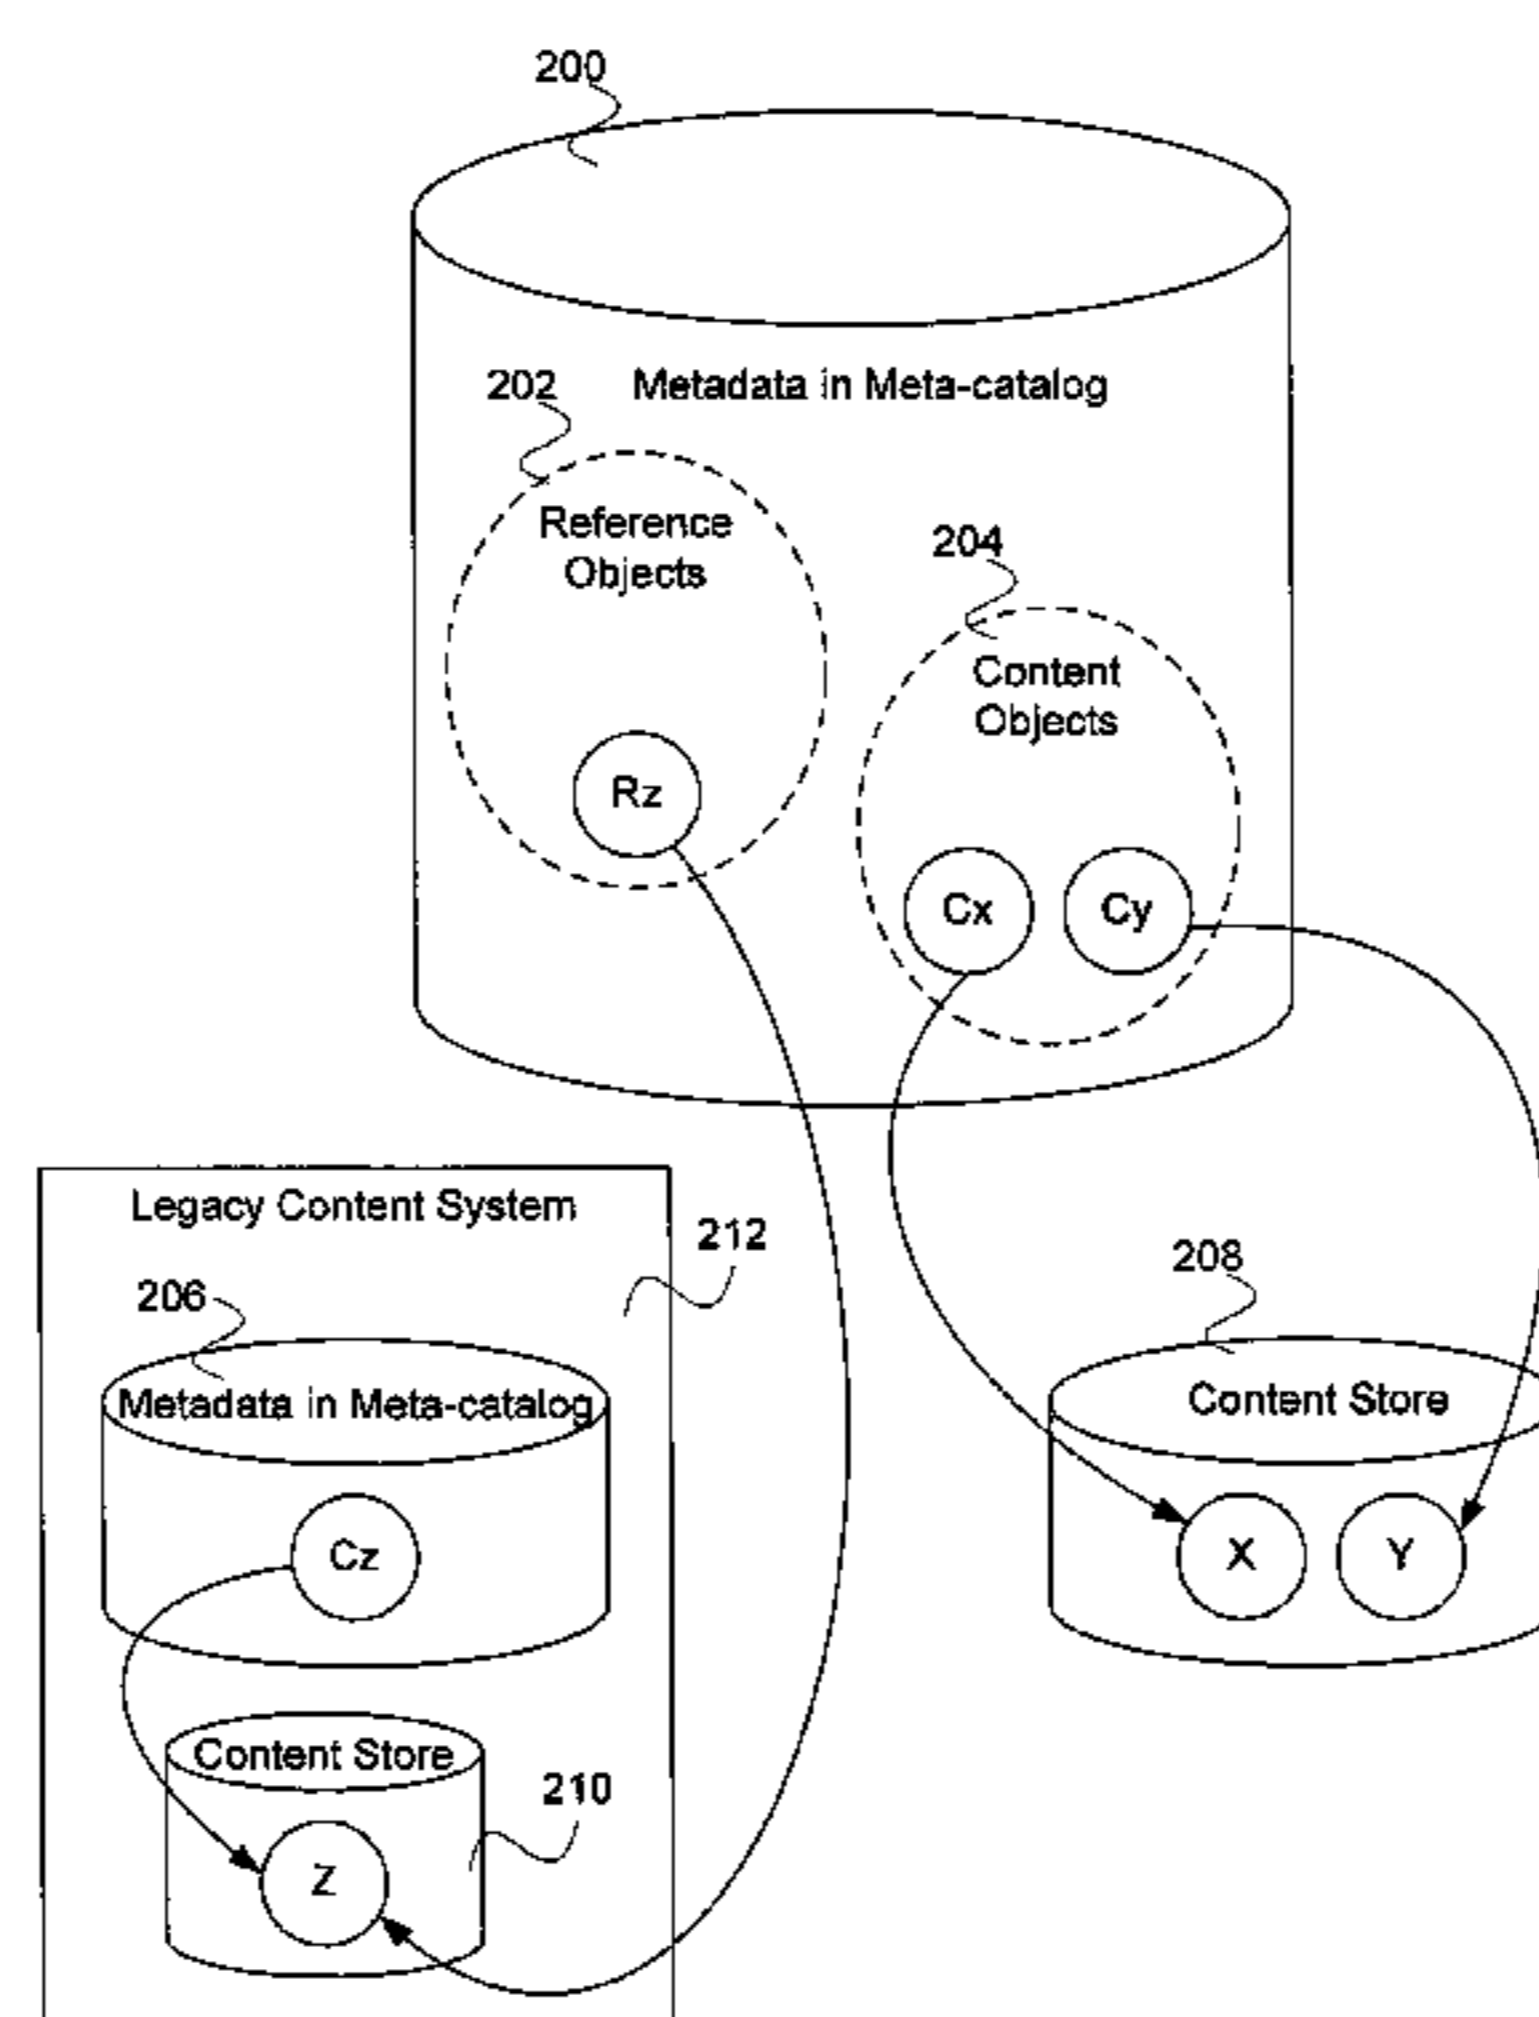 200
202
Metadata in Meta-catalog
Reference
Objects
204
Content
Objects
Rz
Cx
Cy
Legacy Content System
212
206
208
Metadata in Meta-catalog
Content Store
Cz
X
Y
Content Store
210
Z